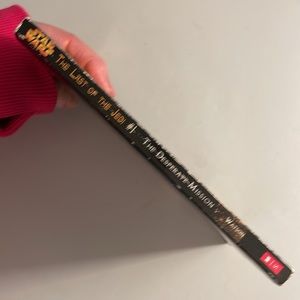 STAR WARS
THE LAST OF THE JEDI #1 THE DESPERATE MISSION WATSON